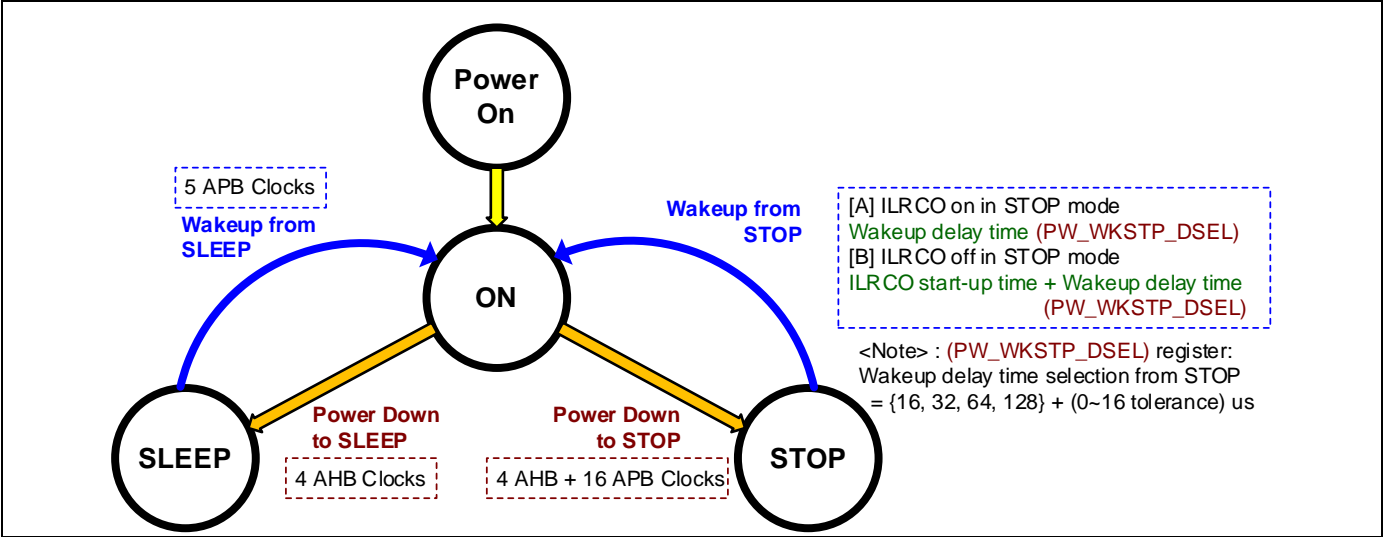 Power
On
5 APB Clocks
Wakeup from
SLEEP
Wakeup from
STOP
[A] ILRCO on in STOP mode
Wakeup delay time (PW_WKSTP_DSEL)
[B] ILRCO off in STOP mode
ILRCO start-up time + Wakeup delay time
(PW_WKSTP_DSEL)
ON
<Note> : (PW_WKSTP_DSEL) register:
Wakeup delay time selection from STOP
= {16, 32, 64, 128} + (0~16 tolerance) us
SLEEP
Power Down
to SLEEP
4 AHB Clocks
Power Down
to STOP
4 AHB + 16 APB Clocks
STOP